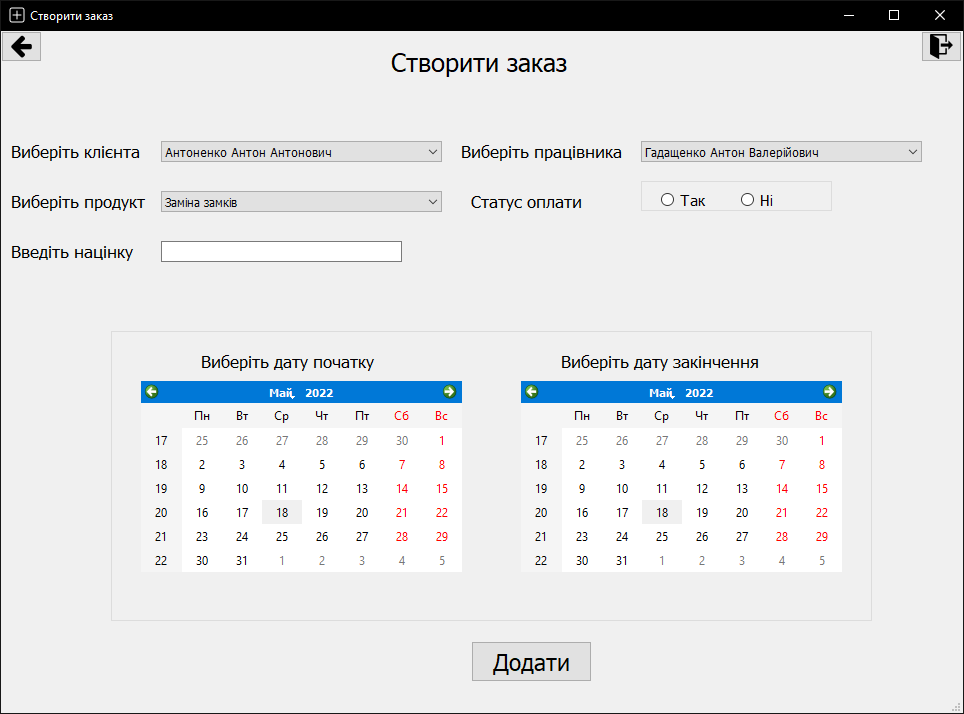 Створити заказ
Створити заказ
Виберіть клієнта Антоненко Антон Антонович Виберіть працівника Гадащенко Антон Валерійович
Виберіть продукт Заміна замків Статус оплати Так Ні
Введіть націнку
Виберіть дату початку Виберіть дату закінчення
Май, 2022 Май, 2022
Пн Вт Ср Чт Пт Сб Вс Пн Вт Ср Чт Пт Сб Вс
17 25 26 27 28 29 30 1 17 25 26 27 28 29 30 1
18 2 3 4 5 6 7 8 18 2 3 4 5 6 7 8
19 9 10 11 12 13 14 15 19 9 10 11 12 13 14 15
20 16 17 18 19 20 21 22 20 16 17 18 19 20 21 22
21 23 24 25 26 27 28 29 21 23 24 25 26 27 28 29
22 30 31 1 2 3 4 5 22 30 31 1 2 3 4 5
Додати